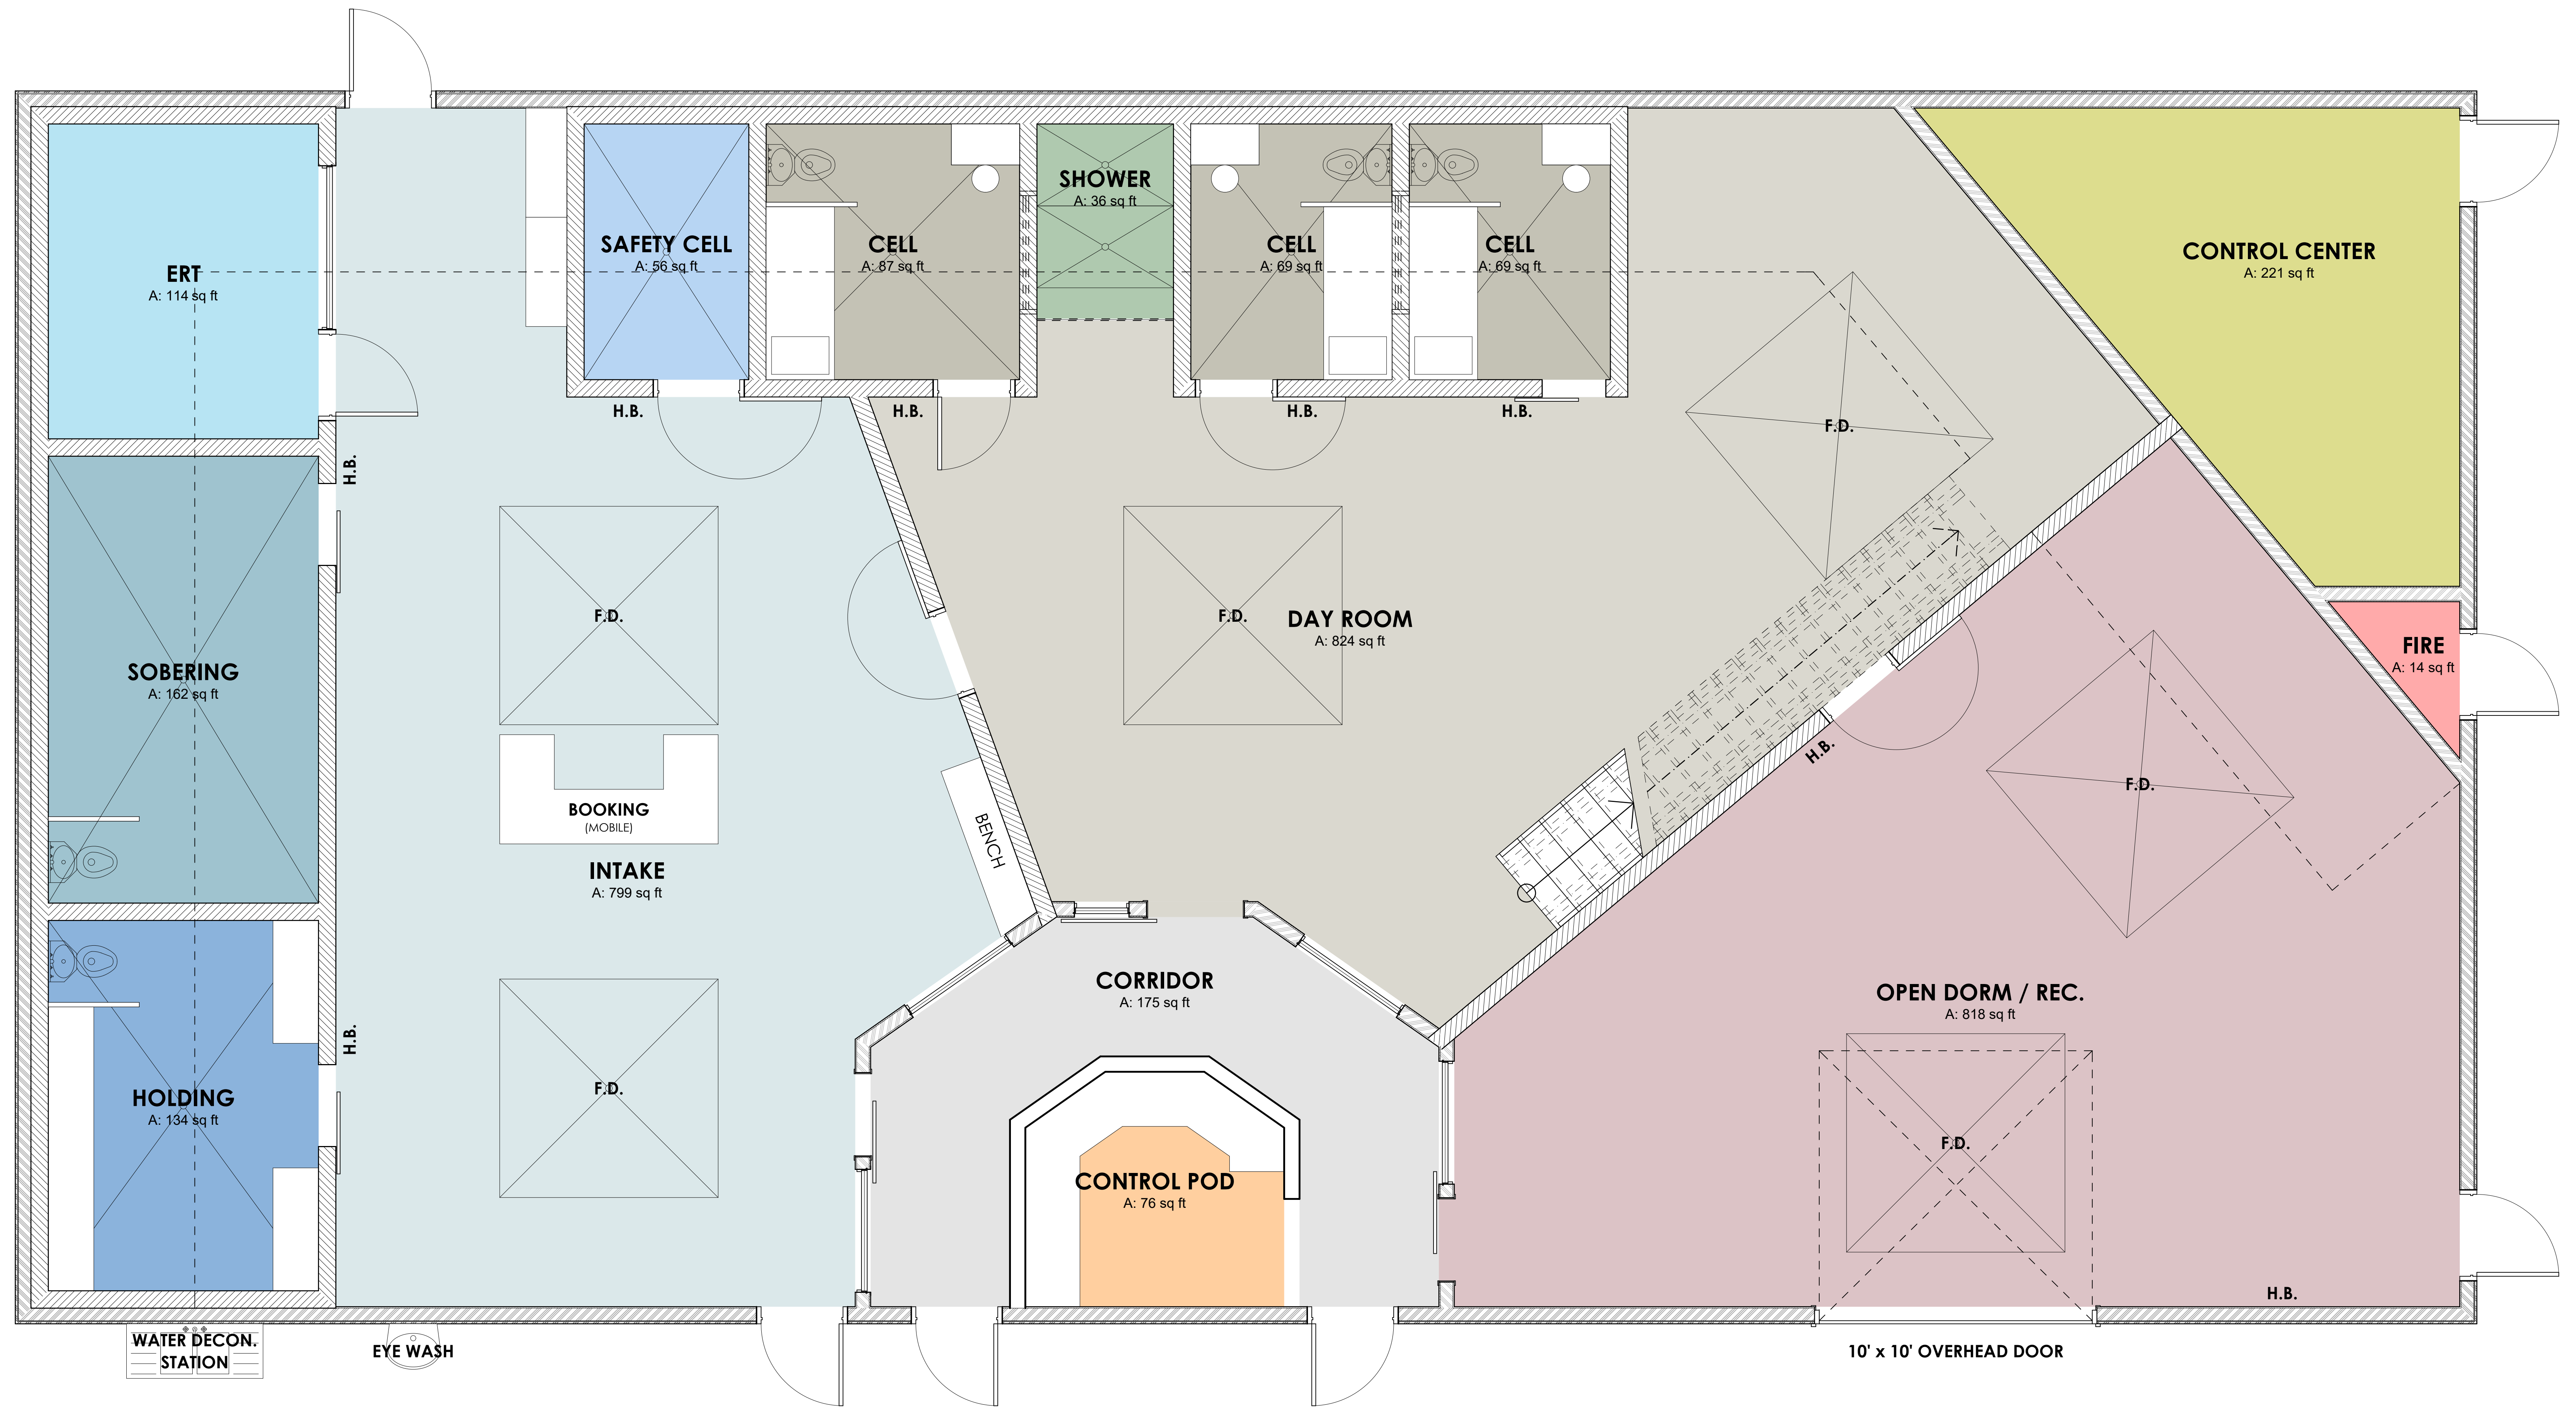 SHOWER
A: 36 sq ft
SAFETY CELL
A: 56 sq ft
CELL
A: 87 sq ft
CELL
A: 69 sq ft
CELL
A: 69 sq ft
CONTROL CENTER
A: 221 sq ft
ERT
A: 114 sq ft
H.B.
H.B.
H.B.
H.B.
F.D.
H.B.
F.D.
F.D.
DAY ROOM
A: 824 sq ft
FIRE
A: 14 sq ft
SOBERING
A: 162 sq ft
H.B.
F.D.
BOOKING
(MOBILE)
BENCH
INTAKE
A: 799 sq ft
CORRIDOR
A: 175 sq ft
OPEN DORM / REC.
A: 818 sq ft
H.B.
HOLDING
A: 134 sq ft
F.D.
F.D.
CONTROL POD
A: 76 sq ft
H.B.
WATER DECON.
STATION
EYE WASH
10' x 10' OVERHEAD DOOR